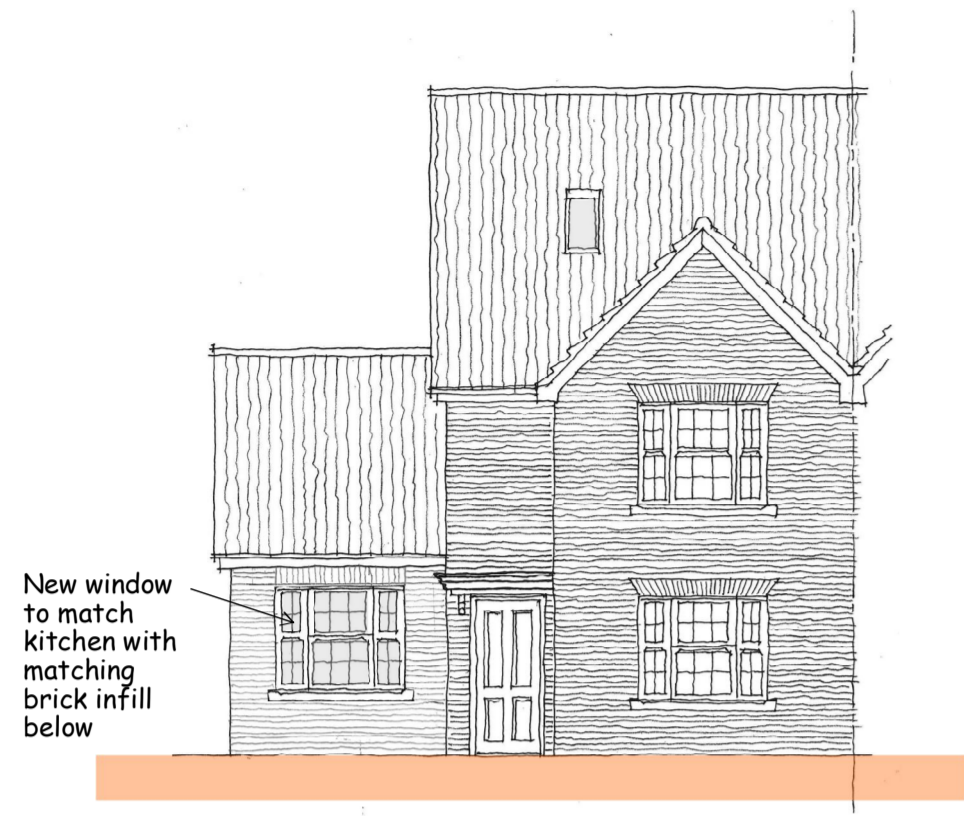 New window
to match
kitchen with
matching
brick infill
below